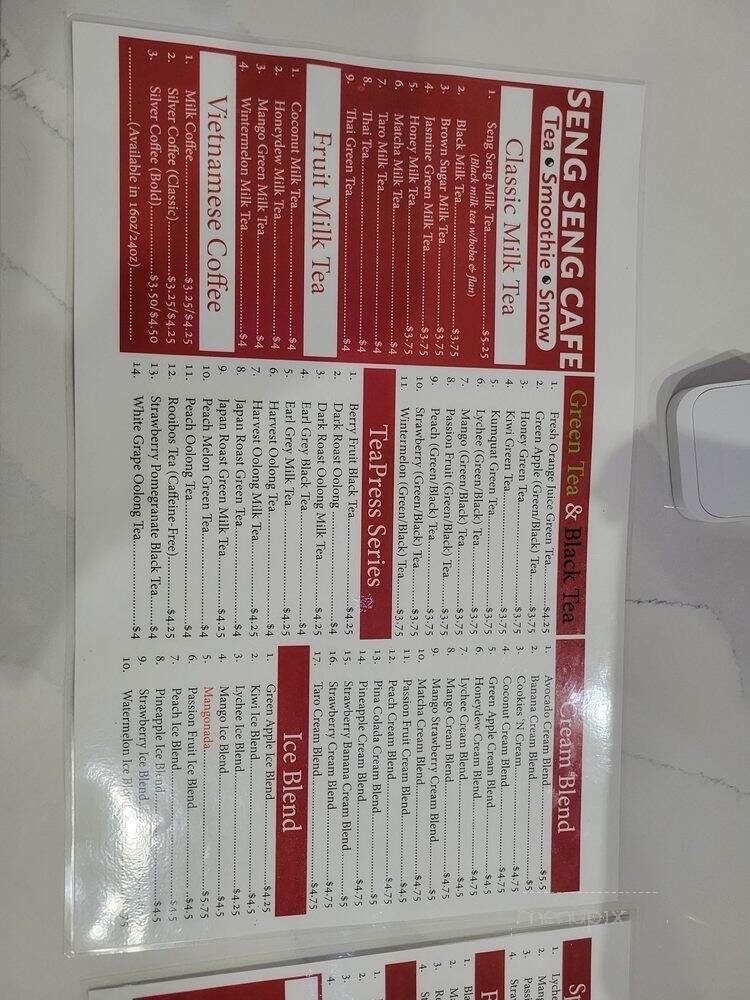 SENG SENG CAFE
Tea • Smoothie • Snow
Classic Milk Tea
1. Seng Seng Milk Tea..........$5.25
(Black milk tea w/boba & flan)
2. Black Milk Tea..........$3.75
3. Brown Sugar Milk Tea..........$3.75
4. Jasmine Green Milk Tea..........$3.75
5. Honey Milk Tea..........$3.75
6. Matcha Milk Tea..........$4
7. Taro Milk Tea..........$4
8. Thai Tea..........$4
9. Thai Green Tea..........$4
Fruit Milk Tea
1. Coconut Milk Tea..........$4
2. Honeydew Milk Tea..........$4
3. Mango Green Milk Tea..........$4
4. Wintermelon Milk Tea..........$4
Vietnamese Coffee
1. Milk Coffee..........$3.25/$4.25
2. Silver Coffee (Classic)..........$3.25/$4.25
3. Silver Coffee (Bold)..........$3.50/$4.50
..........(Available in 16oz/24oz)..........
Green Tea & Black Tea
1. Fresh Orange Juice Green Tea..........$4.25
2. Green Apple (Green/Black) Tea..........$3.75
3. Honey Green Tea..........$3.75
4. Kiwi Green Tea..........$3.75
5. Kumquat Green Tea..........$3.75
6. Lychee (Green/Black) Tea..........$3.75
7. Mango (Green/Black) Tea..........$3.75
8. Passion Fruit (Green/Black) Tea..........$3.75
9. Peach (Green/Black) Tea..........$3.75
10. Strawberry (Green/Black) Tea..........$3.75
11. Wintermelon (Green/Black) Tea..........$3.75
TeaPress Series
1. Berry Fruit Black Tea..........$4.25
2. Dark Roast Oolong..........$4
3. Dark Roast Oolong Milk Tea..........$4.25
4. Earl Grey Black Tea..........$4
5. Earl Grey Milk Tea..........$4.25
6. Harvest Oolong Tea..........$4
7. Harvest Oolong Milk Tea..........$4.25
8. Japan Roast Green Tea..........$4
9. Japan Roast Green Milk Tea..........$4.25
10. Peach Melon Green Tea..........$4
11. Peach Oolong Tea..........$4
12. Rooibos Tea (Caffeine-Free)..........$4.25
13. Strawberry Pomegranate Black Tea..........$4
14. White Grape Oolong Tea..........$4
Cream Blend
1. Avocado Cream Blend..........$5.5
2. Banana Cream Blend..........$5
3. Cookies 'N Cream..........$5
4. Coconut Cream Blend..........$4.75
5. Green Apple Cream Blend..........$4.5
6. Honeydew Cream Blend..........$4.75
7. Lychee Cream Blend..........$4.5
8. Mango Cream Blend..........$4.75
9. Mango Strawberry Cream Blend..........$5
10. Matcha Cream Blend..........$4.75
11. Passion Fruit Cream Blend..........$4.5
12. Peach Cream Blend..........$4.75
13. Pina Colada Cream Blend..........$5
14. Pineapple Cream Blend..........$4.75
15. Strawberry Banana Cream Blend..........$5
16. Strawberry Cream Blend..........$4.75
17. Taro Cream Blend..........$4.75
Ice Blend
1. Green Apple Ice Blend..........$4.25
2. Kiwi Ice Blend..........$4.5
3. Lychee Ice Blend..........$4.25
4. Mango Ice Blend..........$4.5
5. Mangonada..........$5.75
6. Passion Fruit Ice Blend..........$4.5
7. Peach Ice Blend..........$4.5
8. Pineapple Ice Blend..........$4.5
9. Strawberry Ice Blend..........$4.5
10. Watermelon Ice
menupix